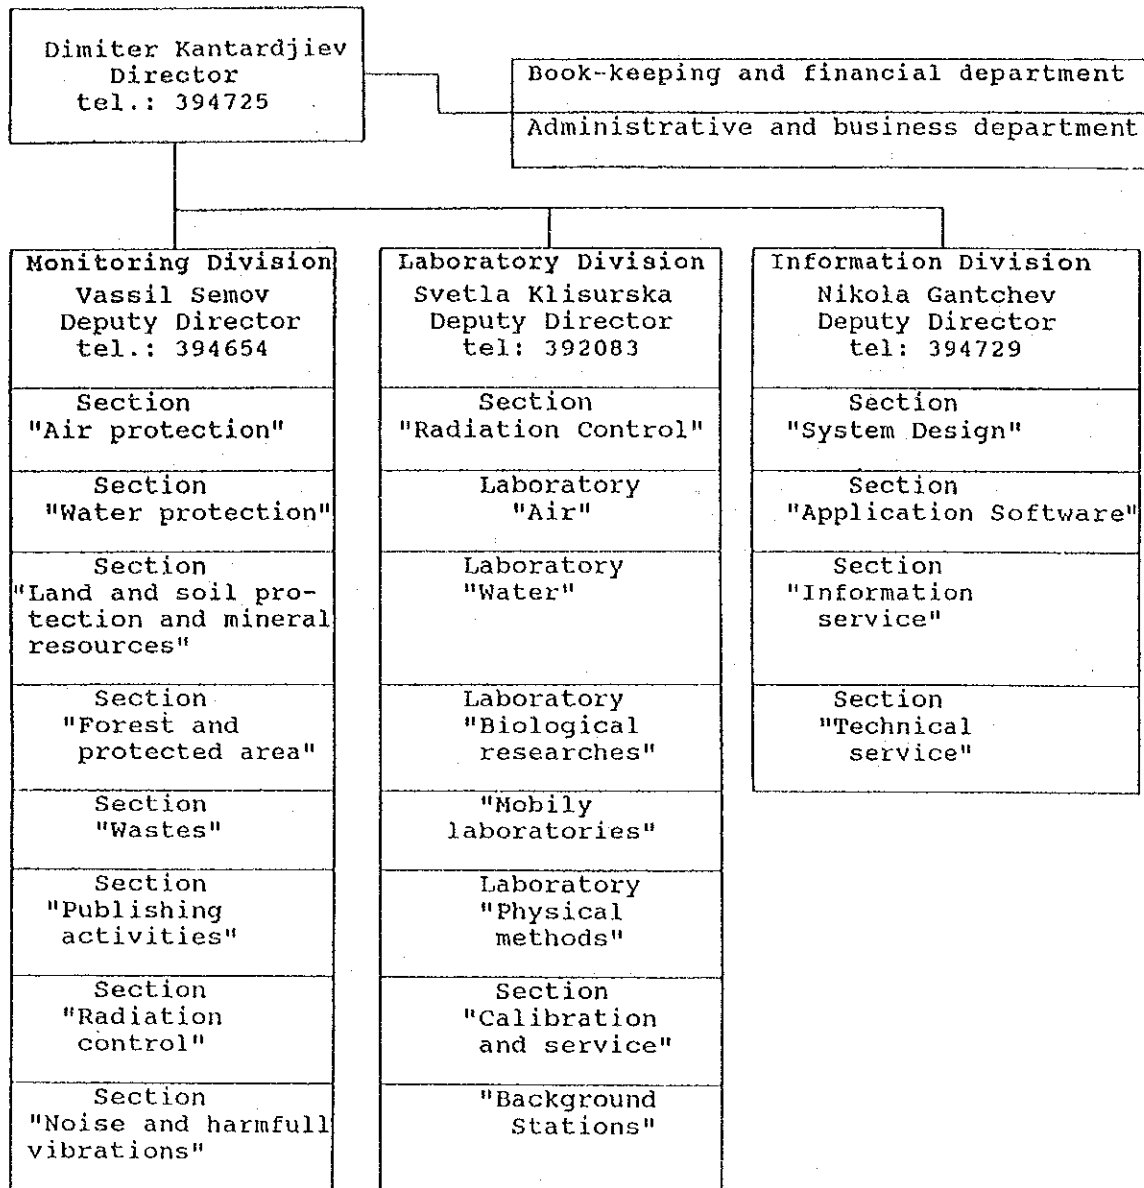 Dimiter Kantardjiev
Director
tel.: 394725
Book-keeping and financial department
Administrative and business department
Monitoring Division
Vassil Semov
Deputy Director
tel.: 394654
Section
"Air protection"
Section
"Water protection"
Section
"Land and soil pro-
tection and mineral
resources"
Section
"Forest and
protected area"
Section
"Wastes"
Section
"Publishing
activities"
Section
"Radiation
control"
Section
"Noise and harmfull
vibrations"
Laboratory Division
Svetla Klisurska
Deputy Director
tel: 392083
Section
"Radiation Control"
Laboratory
"Air"
Laboratory
"Water"
Laboratory
"Biological
researches"
"Mobily
laboratories"
Laboratory
"Physical
methods"
Section
"Calibration
and service"
"Background
Stations"
Information Division
Nikola Gantchev
Deputy Director
tel: 394729
Section
"System Design"
Section
"Application Software"
Section
"Information
service"
Section
"Technical
service"